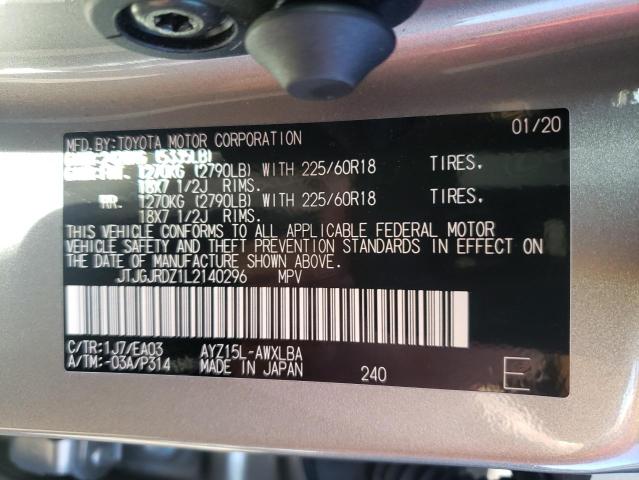 MFD.BY:TOYOTA MOTOR CORPORATION 01/20
(5335LB)
1270KG (2790LB) WITH 225/60R18 TIRES,
18X7 1/2J RIMS.
RR. 1270KG (2790LB) WITH 225/60R18 TIRES,
18X7 1/2J RIMS.
THIS VEHICLE CONFORMS TO ALL APPLICABLE FEDERAL MOTOR
VEHICLE SAFETY AND THEFT PREVENTION STANDARDS IN EFFECT ON
THE DATE OF MANUFACTURE SHOWN ABOVE.
JTJGJRDZ1L2140296 MPV
C/TR:1J7/EA03 AYZ15L-AWXLBA
A/TM:-03A/P314 MADE IN JAPAN 240 E